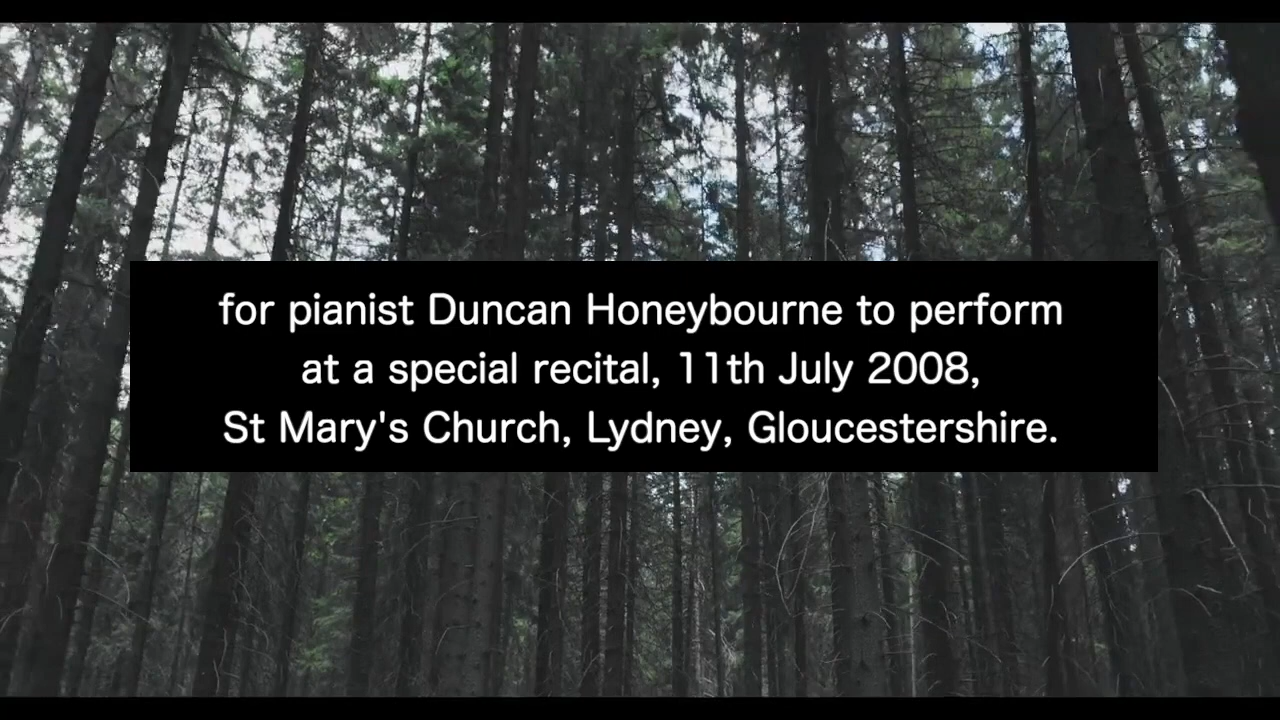 for pianist Duncan Honeybourne to perform
at a special recital, 11th July 2008,
St Mary's Church, Lydney, Gloucestershire.